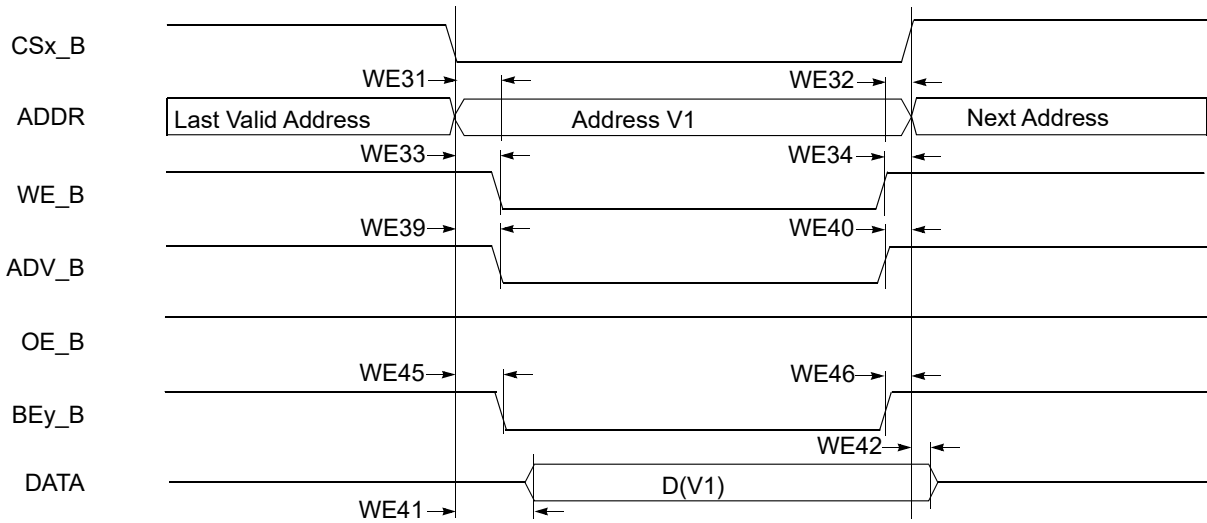 CSx_B
WE31
WE32
ADDR
Last Valid Address
Address V1
Next Address
WE33
WE34
WE_B
WE39
WE40
ADV_B
OE_B
WE45
WE46
BEy_B
WE42
DATA
D(V1)
WE41